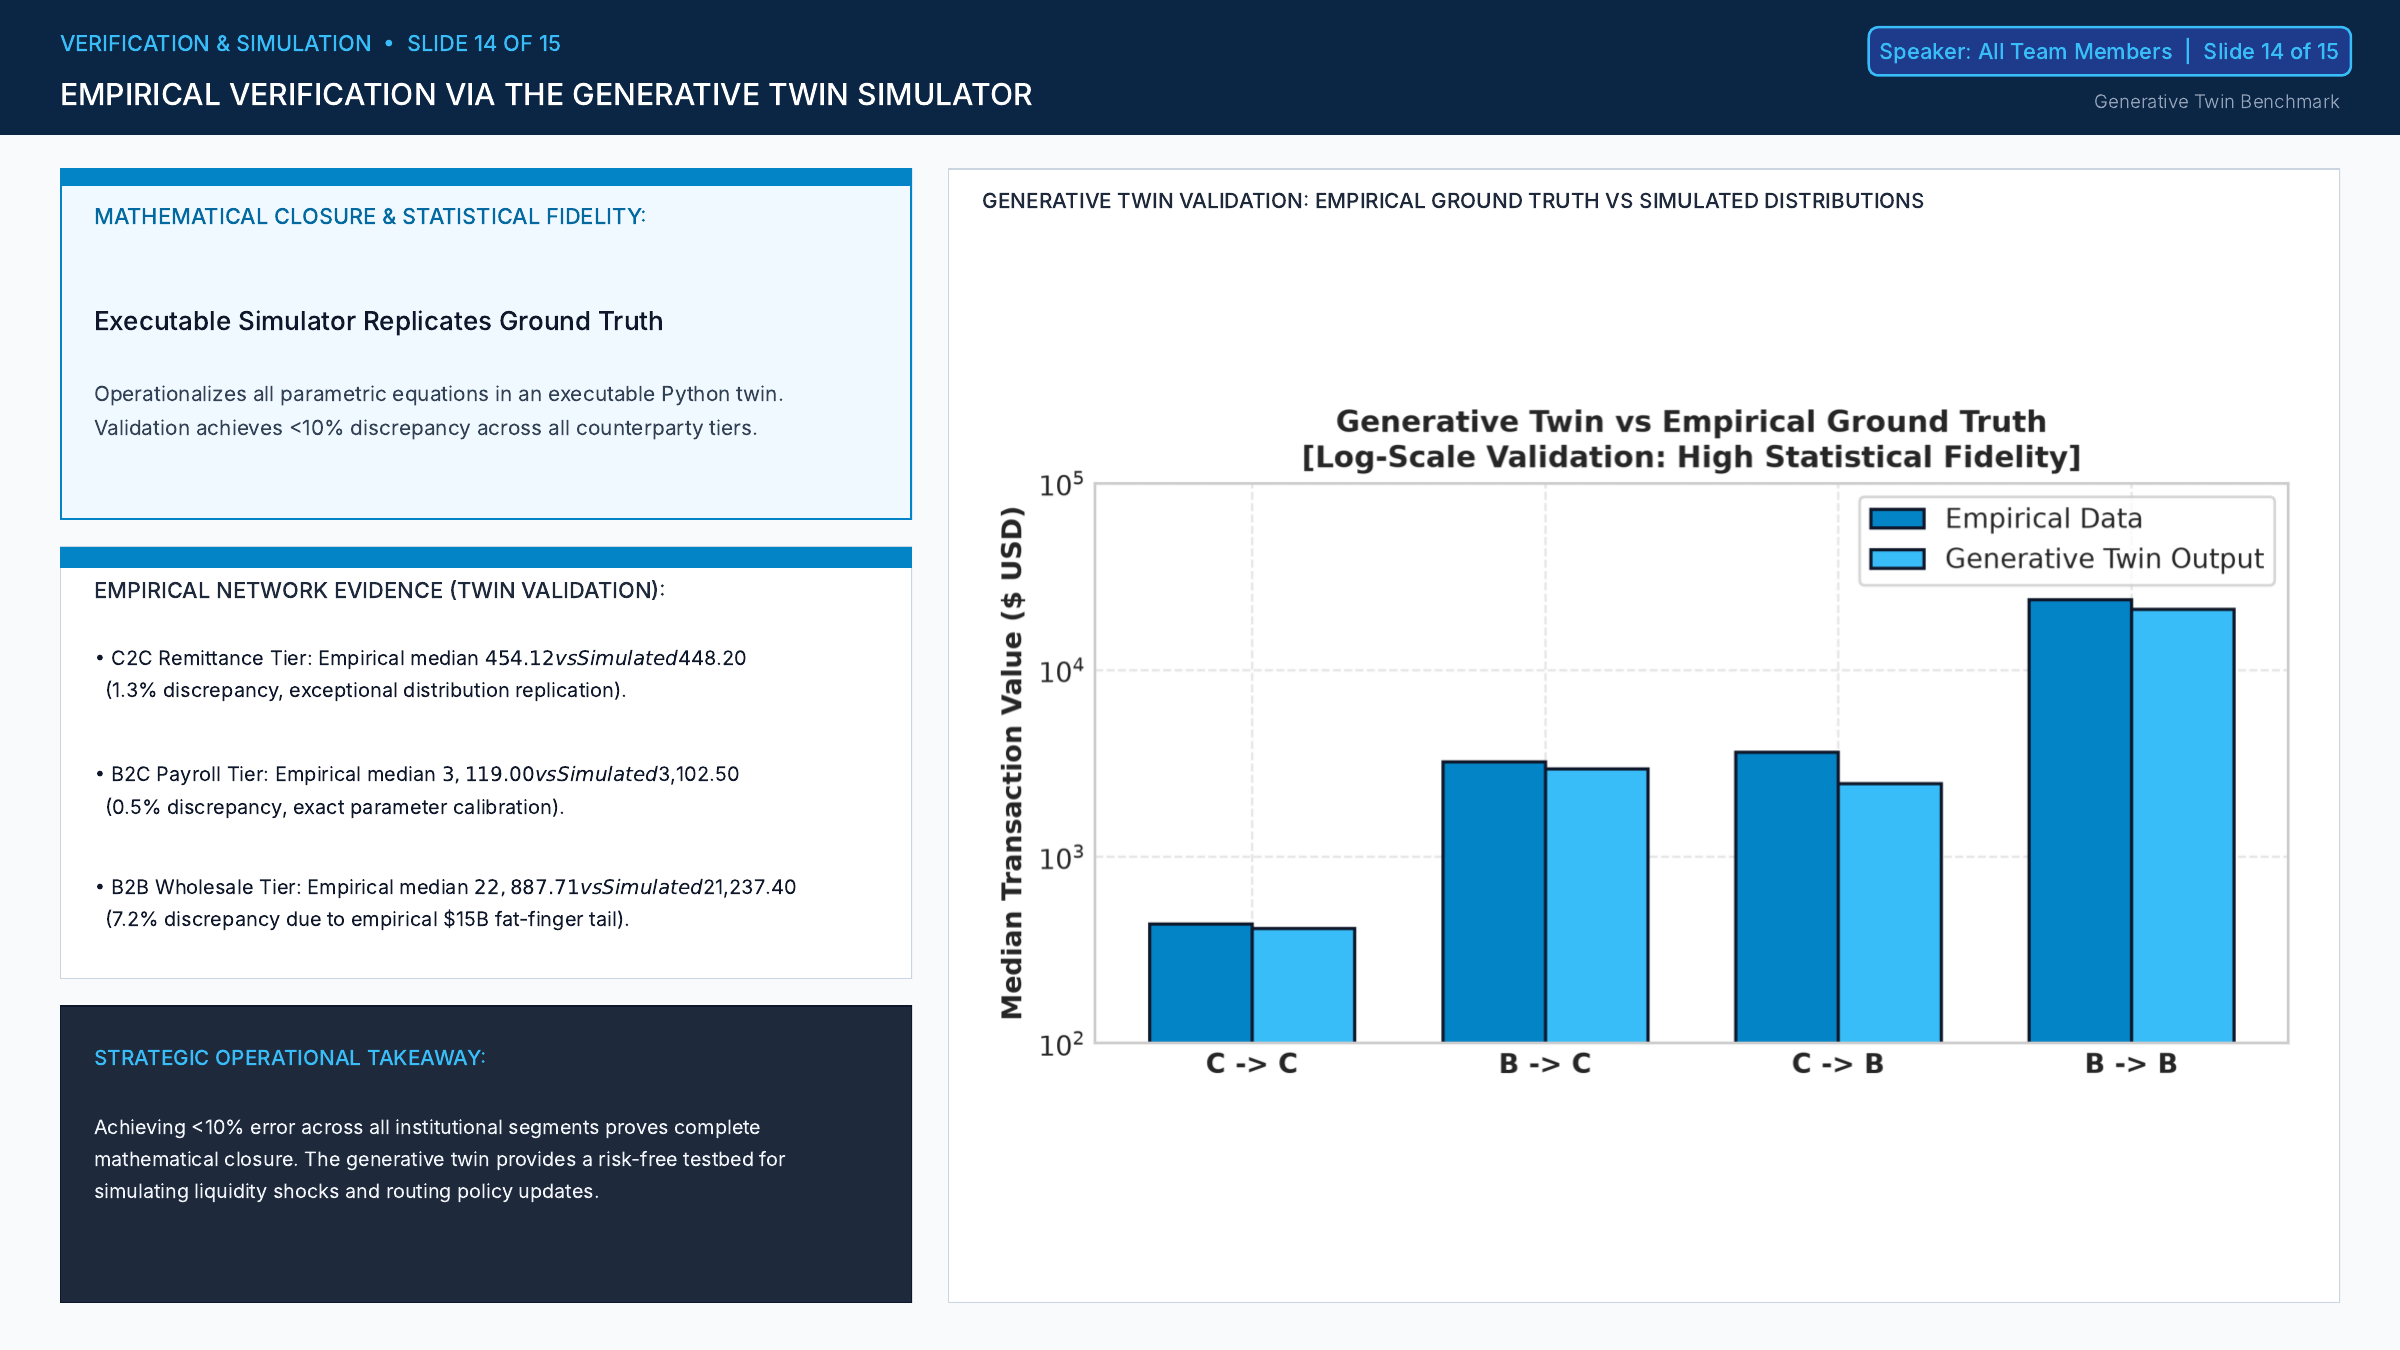 VERIFICATION & SIMULATION • SLIDE 14 OF 15
EMPIRICAL VERIFICATION VIA THE GENERATIVE TWIN SIMULATOR
Speaker: All Team Members | Slide 14 of 15
Generative Twin Benchmark
MATHEMATICAL CLOSURE & STATISTICAL FIDELITY:
Executable Simulator Replicates Ground Truth
Operationalizes all parametric equations in an executable Python twin.
Validation achieves <10% discrepancy across all counterparty tiers.
EMPIRICAL NETWORK EVIDENCE (TWIN VALIDATION):
• C2C Remittance Tier: Empirical median 454.12vsSimulated448.20
(1.3% discrepancy, exceptional distribution replication).
• B2C Payroll Tier: Empirical median 3, 119.00vsSimulated3,102.50
(0.5% discrepancy, exact parameter calibration).
• B2B Wholesale Tier: Empirical median 22, 887.71vsSimulated21,237.40
(7.2% discrepancy due to empirical $15B fat-finger tail).
STRATEGIC OPERATIONAL TAKEAWAY:
Achieving <10% error across all institutional segments proves complete
mathematical closure. The generative twin provides a risk-free testbed for
simulating liquidity shocks and routing policy updates.
GENERATIVE TWIN VALIDATION: EMPIRICAL GROUND TRUTH VS SIMULATED DISTRIBUTIONS
Generative Twin vs Empirical Ground Truth
[Log-Scale Validation: High Statistical Fidelity]
Median Transaction Value ($ USD)
10⁵
10⁴
10³
10²
Empirical Data
Generative Twin Output
C -> C
B -> C
C -> B
B -> B